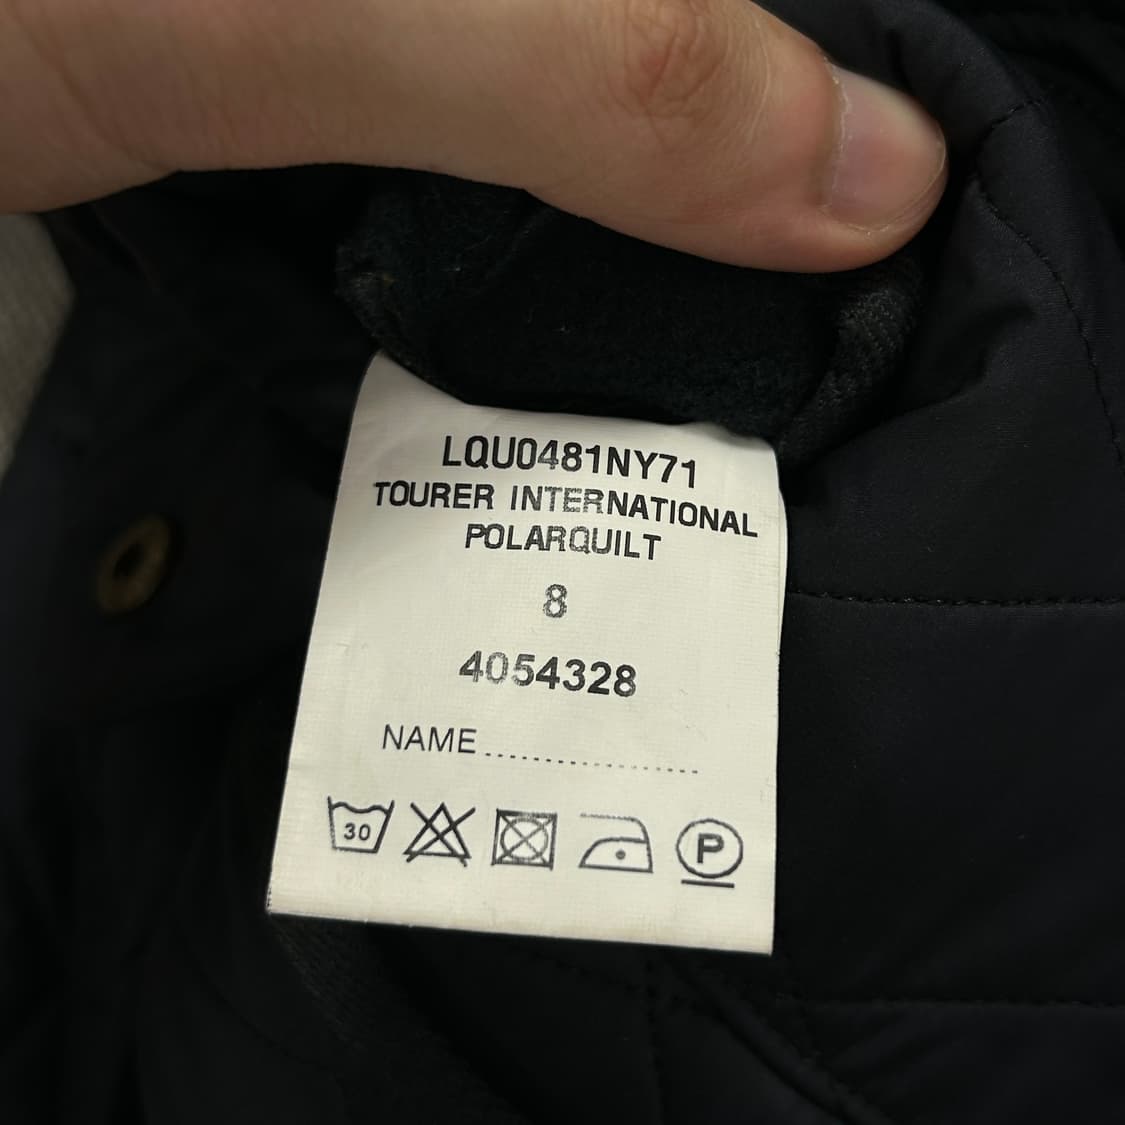 LQU0481NY71
TOURER INTERNATIONAL
POLARQUILT
8
4054328
NAME..................
30
P